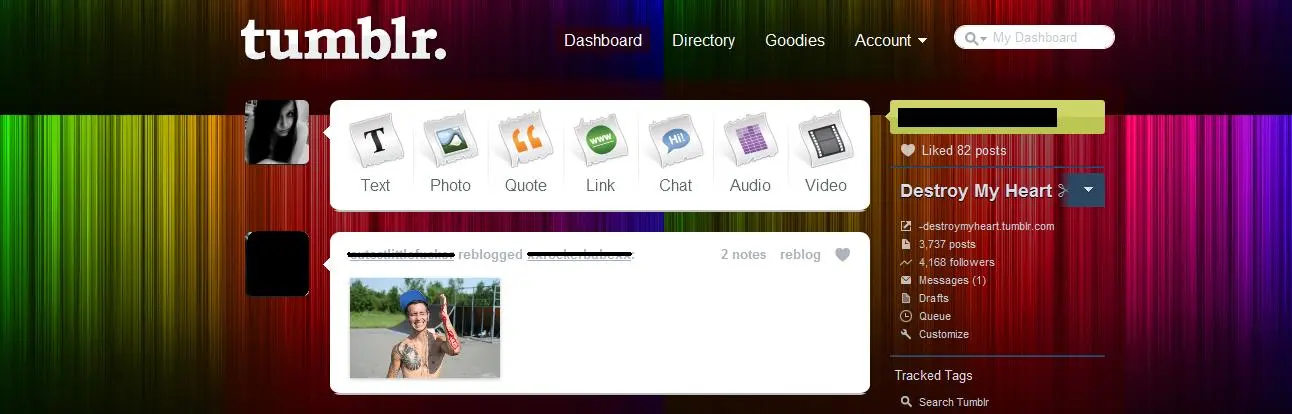 tumblr.
Dashboard Directory Goodies Account My Dashboard
T
www
Hi!
Text Photo Quote Link Chat Audio Video
reblogged
2 notes reblog
Liked 82 posts
Destroy My Heart
-destroymyheart.tumblr.com
3,737 posts
4,168 followers
Messages (1)
Drafts
Queue
Customize
Tracked Tags
Search Tumblr